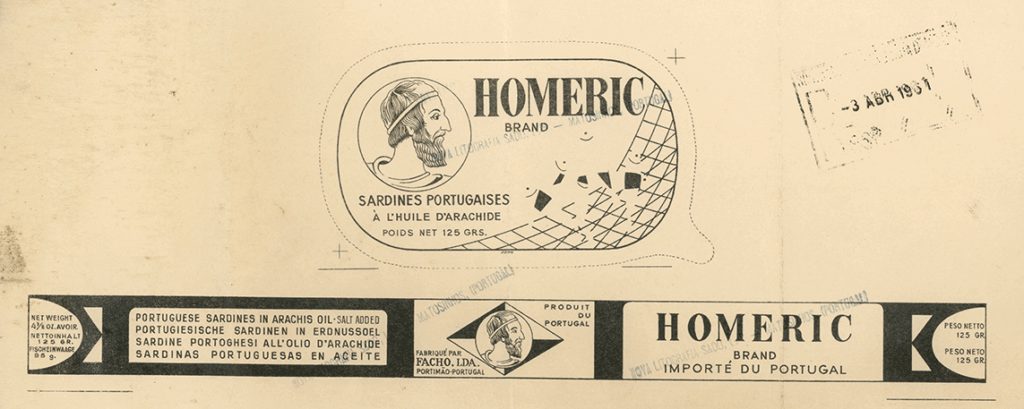 HOMERIC
BRAND
SARDINES PORTUGAISES
À L'HUILE D'ARACHIDE
POIDS NET 125 GRS.
-3 ABR 1961
MATOSINHOS, (PORTUGAL)
NET WEIGHT
4⅜ OZ. AVOIR.
NETTOINHALT
125 GR.
FISCHEINWAAGE
95 g.
PORTUGUESE SARDINES IN ARACHIS OIL-SALT ADDED
PORTUGIESISCHE SARDINEN IN ERDNUSSOEL
SARDINE PORTOGHESI ALL'OLIO D'ARACHIDE
SARDINAS PORTUGUESAS EN ACEITE
FABRIQUÉ PAR
FACHO, LDA.
PORTIMÃO-PORTUGAL
PRODUIT
DU
PORTUGAL
HOMERIC
BRAND
IMPORTÉ DU PORTUGAL
PESO NETTO
125 GR.
PESO NETO
125 GR.